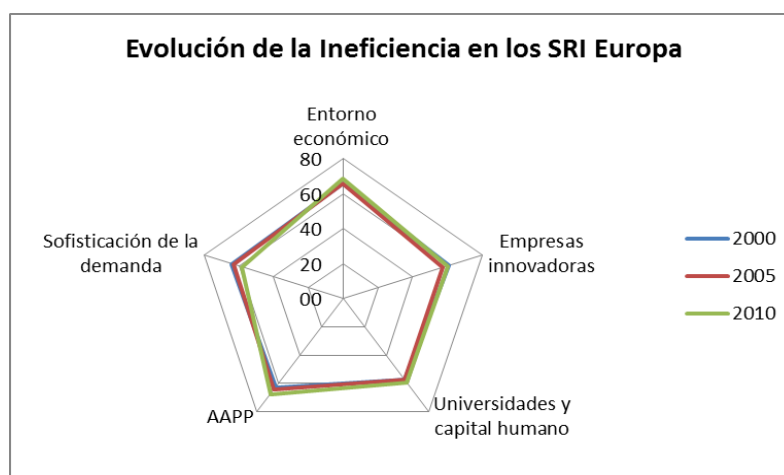 Evolución de la Ineficiencia en los SRI Europa
Entorno
económico
80
60
40
20
00
Empresas
innovadoras
Universidades y
capital humano
AAPP
Sofisticación de la
demanda
2000
2005
2010